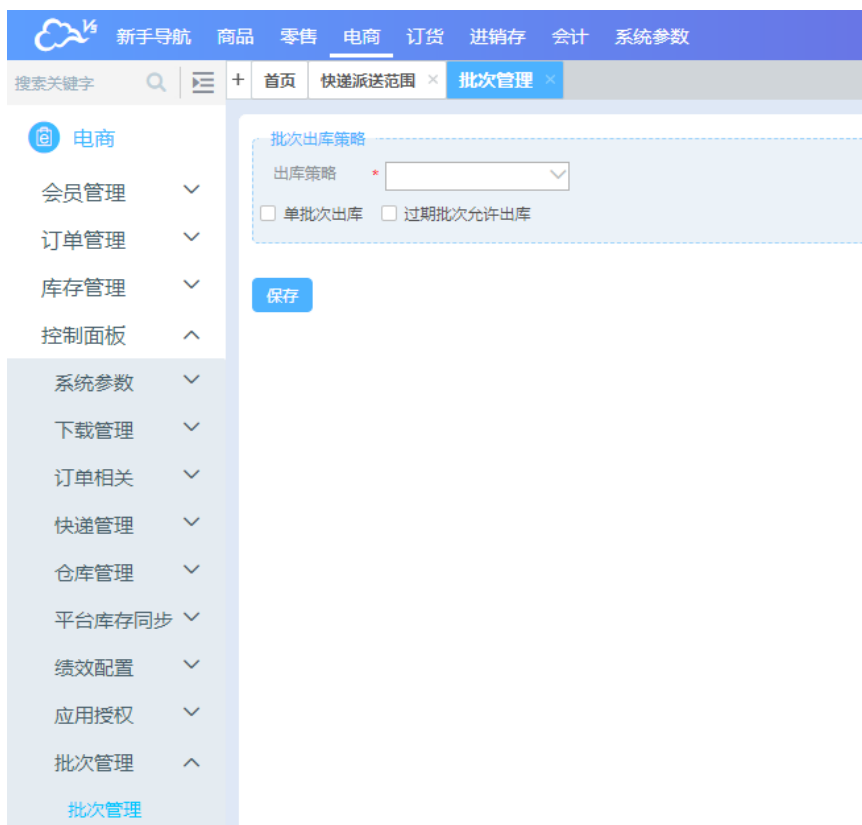 V5 新手导航 商品 零售 电商 订货 进销存 会计 系统参数
搜索关键字 + 首页 快递派送范围 × 批次管理 ×
电商
会员管理
订单管理
库存管理
控制面板
系统参数
下载管理
订单相关
快递管理
仓库管理
平台库存同步
绩效配置
应用授权
批次管理
批次管理
批次出库策略
出库策略 *
单批次出库 过期批次允许出库
保存